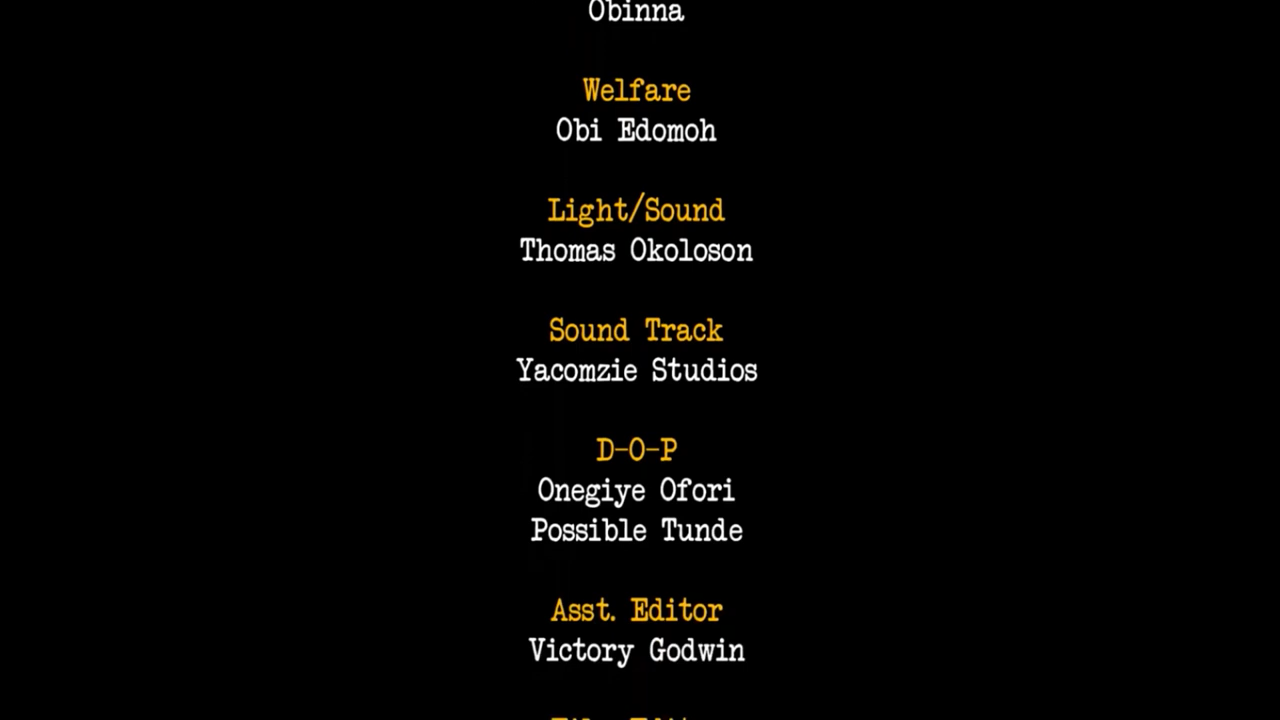 Obinna
Welfare
Obi Edomoh
Light/Sound
Thomas Okoloson
Sound Track
Yacomzie Studios
D-O-P
Onegiye Ofori
Possible Tunde
Asst. Editor
Victory Godwin